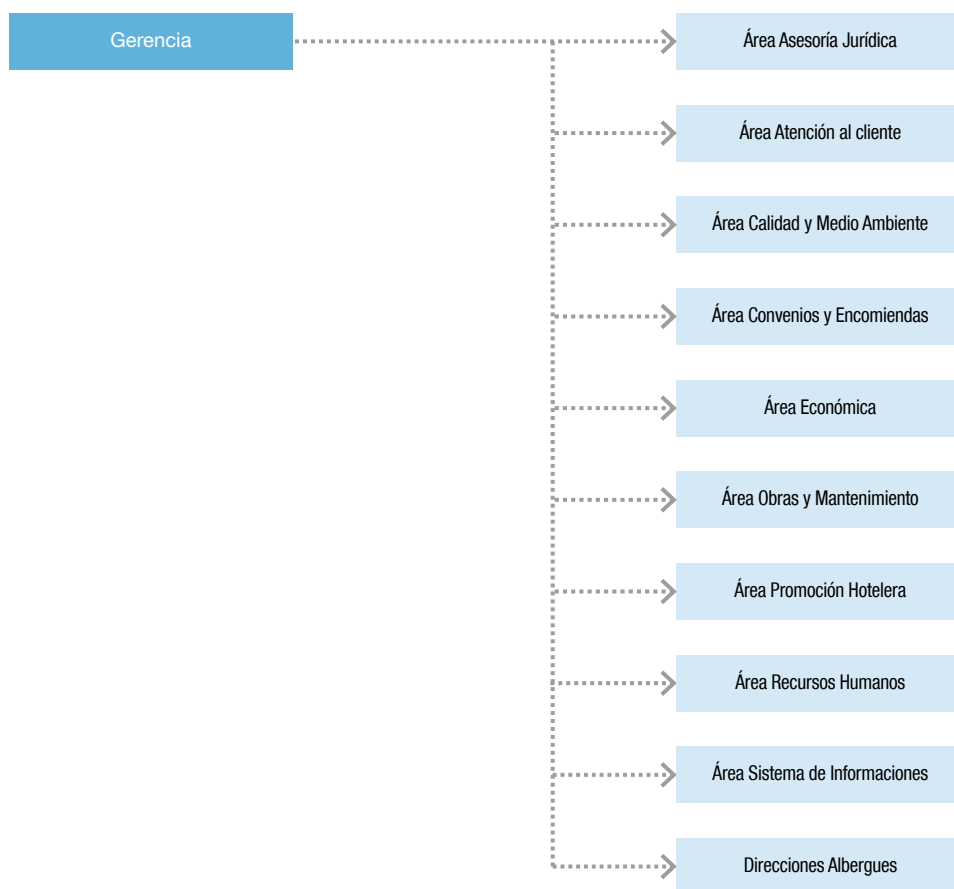 Gerencia
Área Asesoría Jurídica
Área Atención al cliente
Área Calidad y Medio Ambiente
Área Convenios y Encomiendas
Área Económica
Área Obras y Mantenimiento
Área Promoción Hotelera
Área Recursos Humanos
Área Sistema de Informaciones
Direcciones Albergues